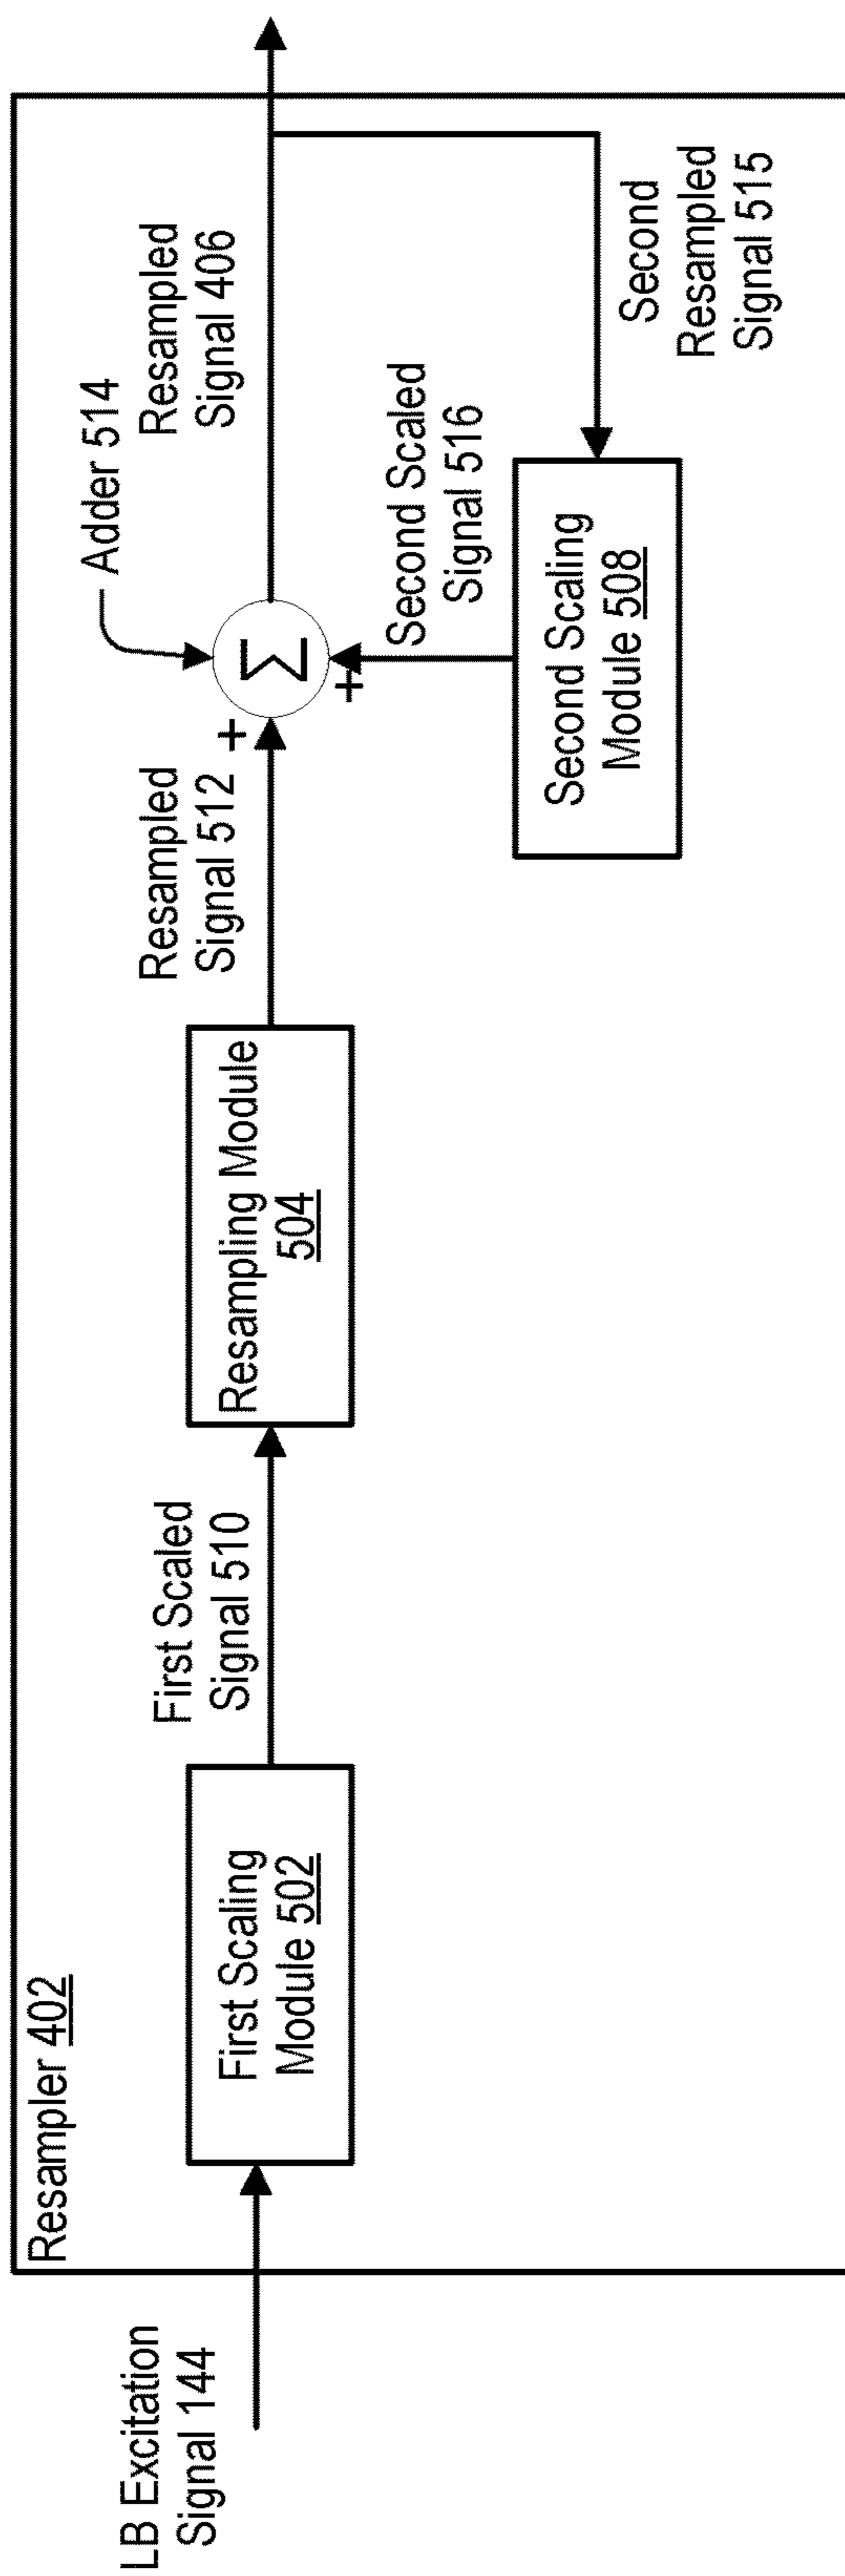 Resampler 402
LB Excitation
Signal 144
First Scaling
Module 502
First Scaled
Signal 510
Resampling Module
504
Resampled
Signal 512
+
Adder 514
Σ
+
Resampled
Signal 406
Second Scaled
Signal 516
Second Scaling
Module 508
Second
Resampled
Signal 515